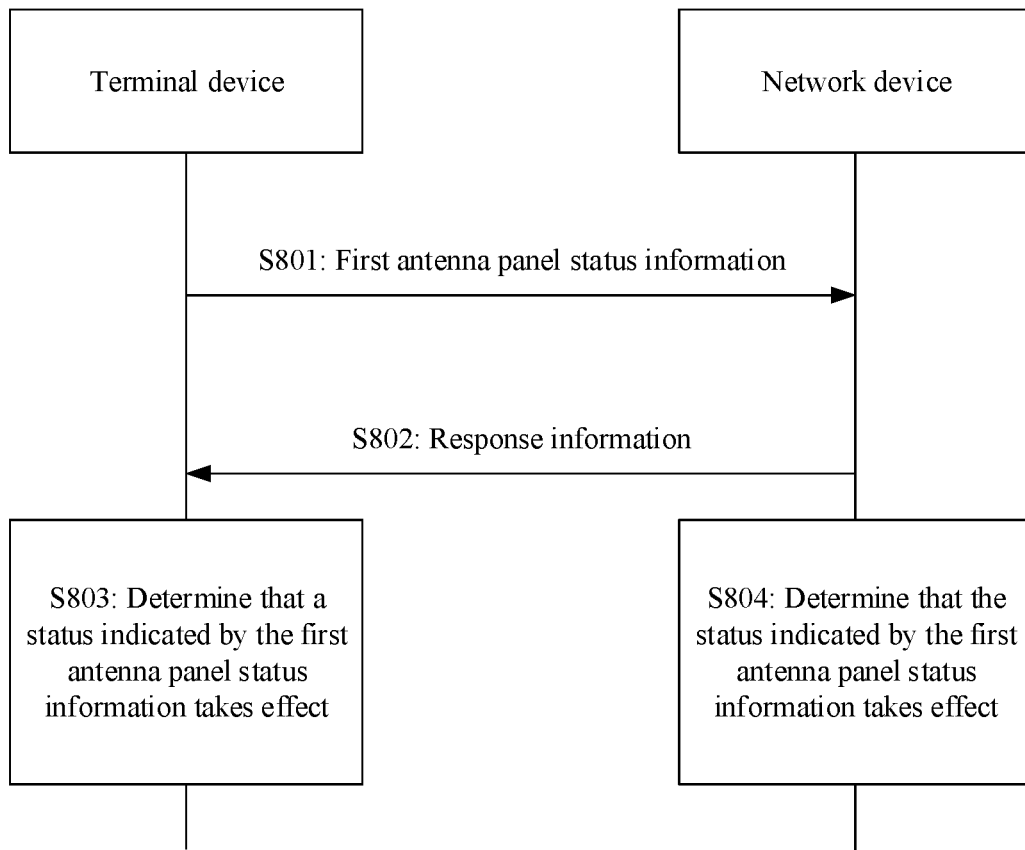 Terminal device
Network device
S801: First antenna panel status information
S802: Response information
S803: Determine that a
status indicated by the first
antenna panel status
information takes effect
S804: Determine that the
status indicated by the first
antenna panel status
information takes effect